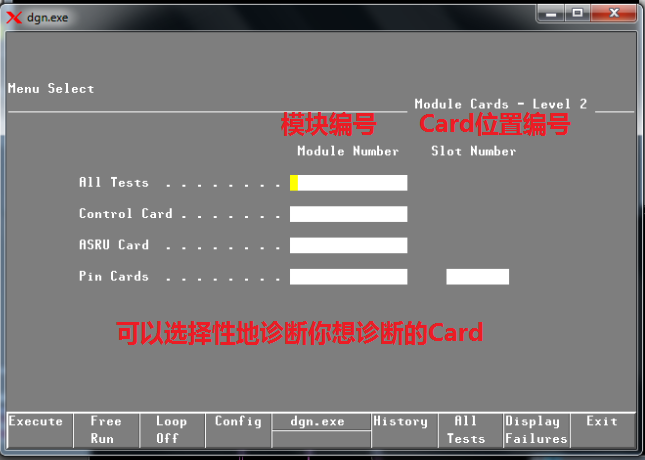 dgn.exe
Menu Select
Module Cards - Level 2
模块编号 Card位置编号
Module Number Slot Number
All Tests . . . . . . . .
Control Card . . . . . . .
ASRU Card . . . . . . . .
Pin Cards . . . . . . . .
可以选择性地诊断你想诊断的Card
Execute Free Loop Config dgn.exe History All Display Exit
Run Off Tests Failures